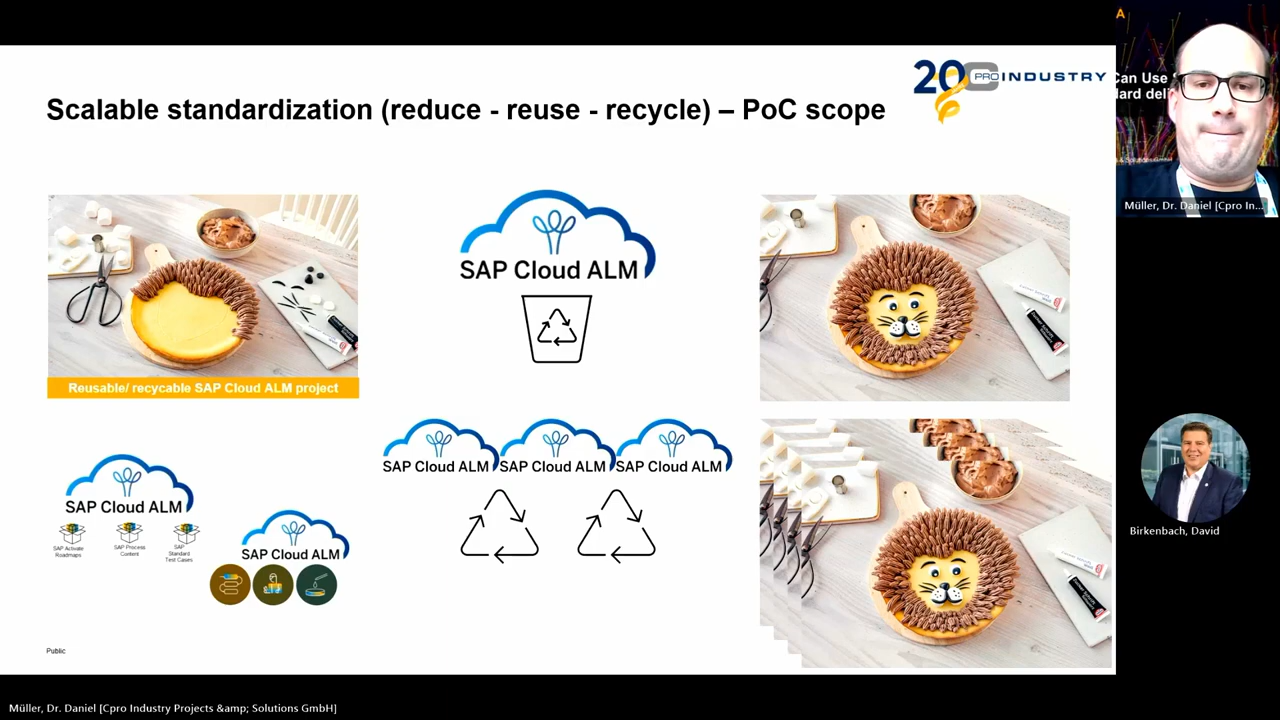 Scalable standardization (reduce - reuse - recycle) – PoC scope
20 CPRO INDUSTRY
A
Can Use
dard deli
Müller, Dr. Daniel [Cpro In...
SAP Cloud ALM
Reusable/ recycable SAP Cloud ALM project
SAP Cloud ALM SAP Cloud ALM SAP Cloud ALM
SAP Cloud ALM
SAP Activate
Roadmaps
SAP Process
Content
SAP
Standard
Test Cases
SAP Cloud ALM
Birkenbach, David
Public
Müller, Dr. Daniel [Cpro Industry Projects &amp; Solutions GmbH]